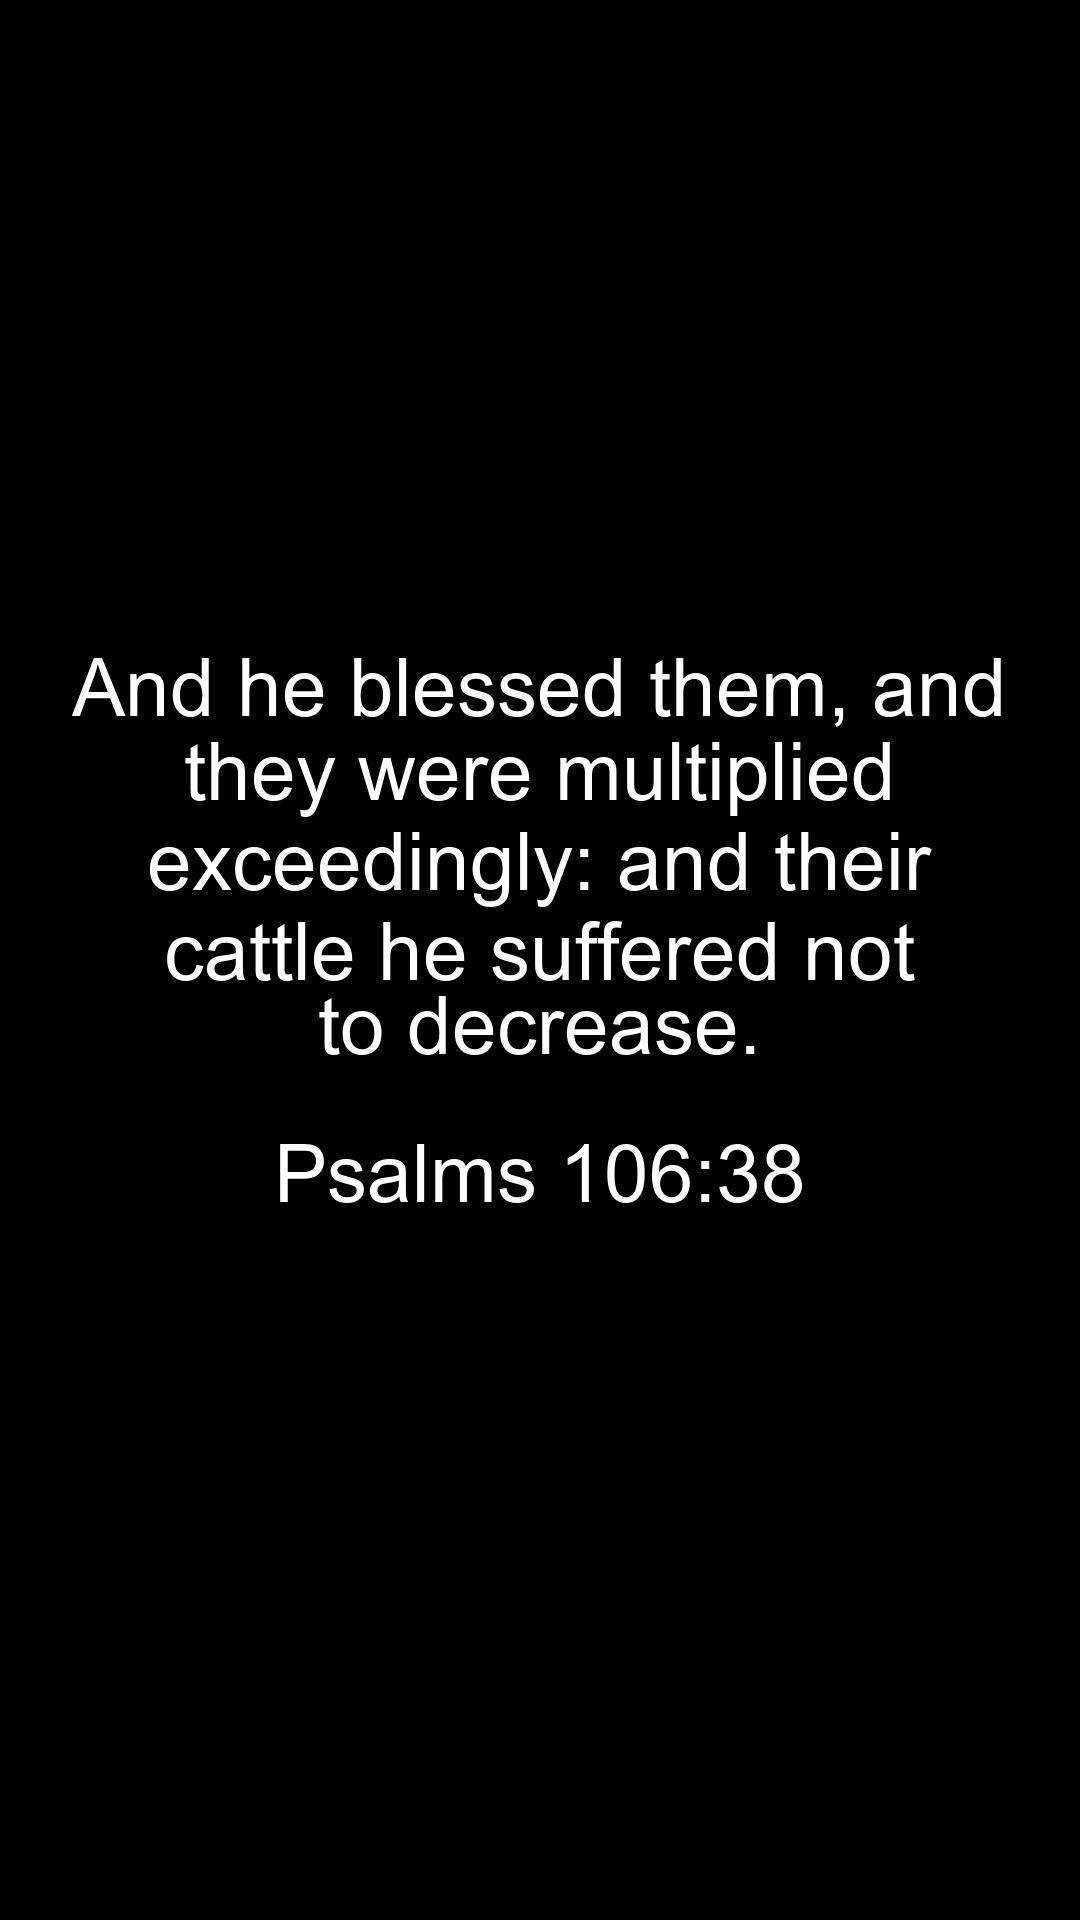 And he blessed them, and
they were multiplied
exceedingly: and their
cattle he suffered not
to decrease.
Psalms 106:38